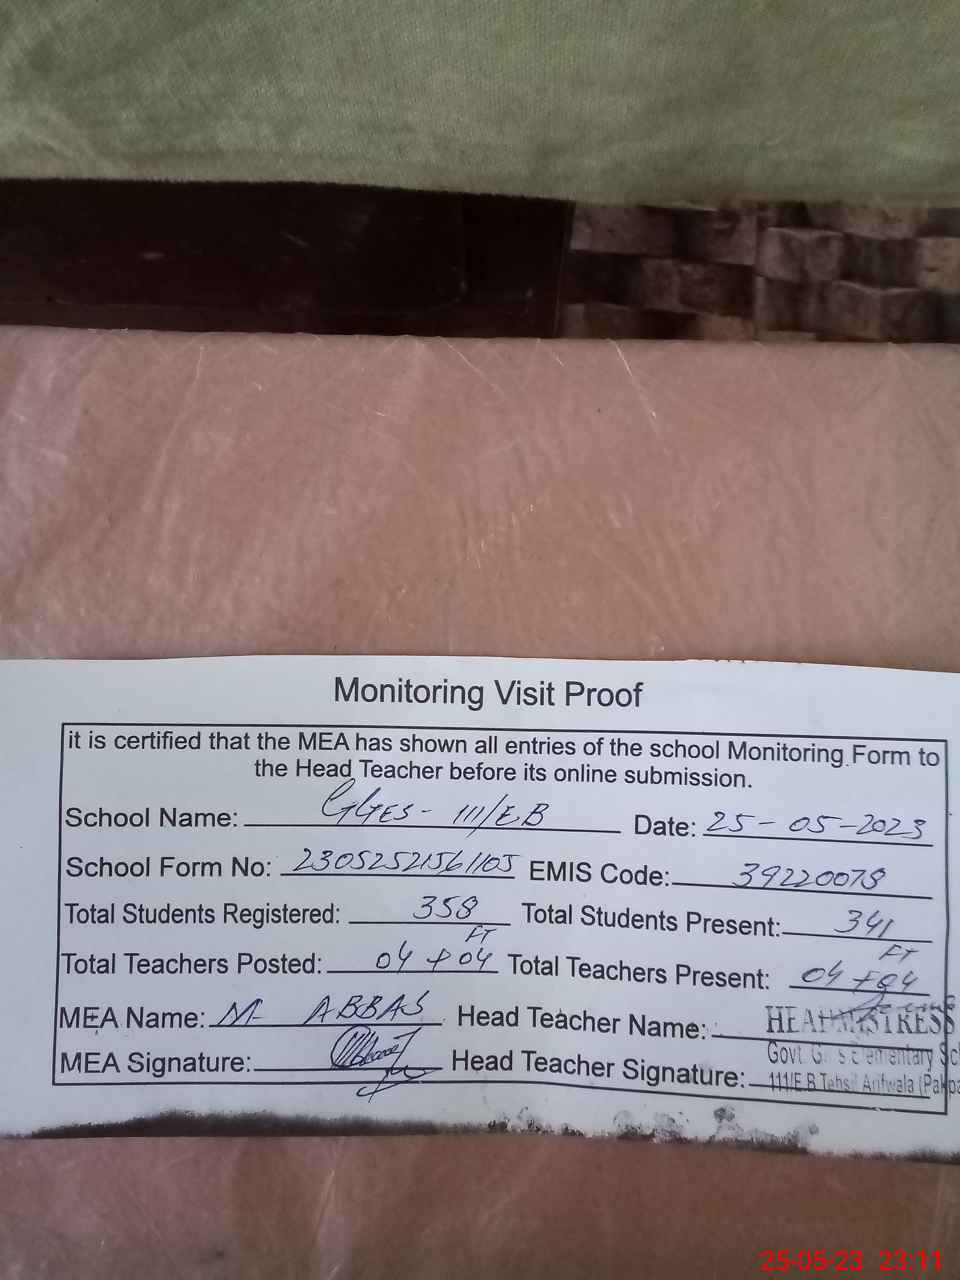 Monitoring Visit Proof
it is certified that the MEA has shown all entries of the school Monitoring Form to
the Head Teacher before its online submission.
School Name: GGES- 111/EB Date: 25-05-2023
School Form No: 23052521561105 EMIS Code: 39220078
Total Students Registered: 358 Total Students Present: 341
FT FT
Total Teachers Posted: 04+04 Total Teachers Present: 04+04
MEA Name: M- ABBAS Head Teacher Name: HEADMISTRESS
Govt. Elementary
MEA Signature: Head Teacher Signature: 111/E.B Tehsil Arifwala
25-05-23 23:11